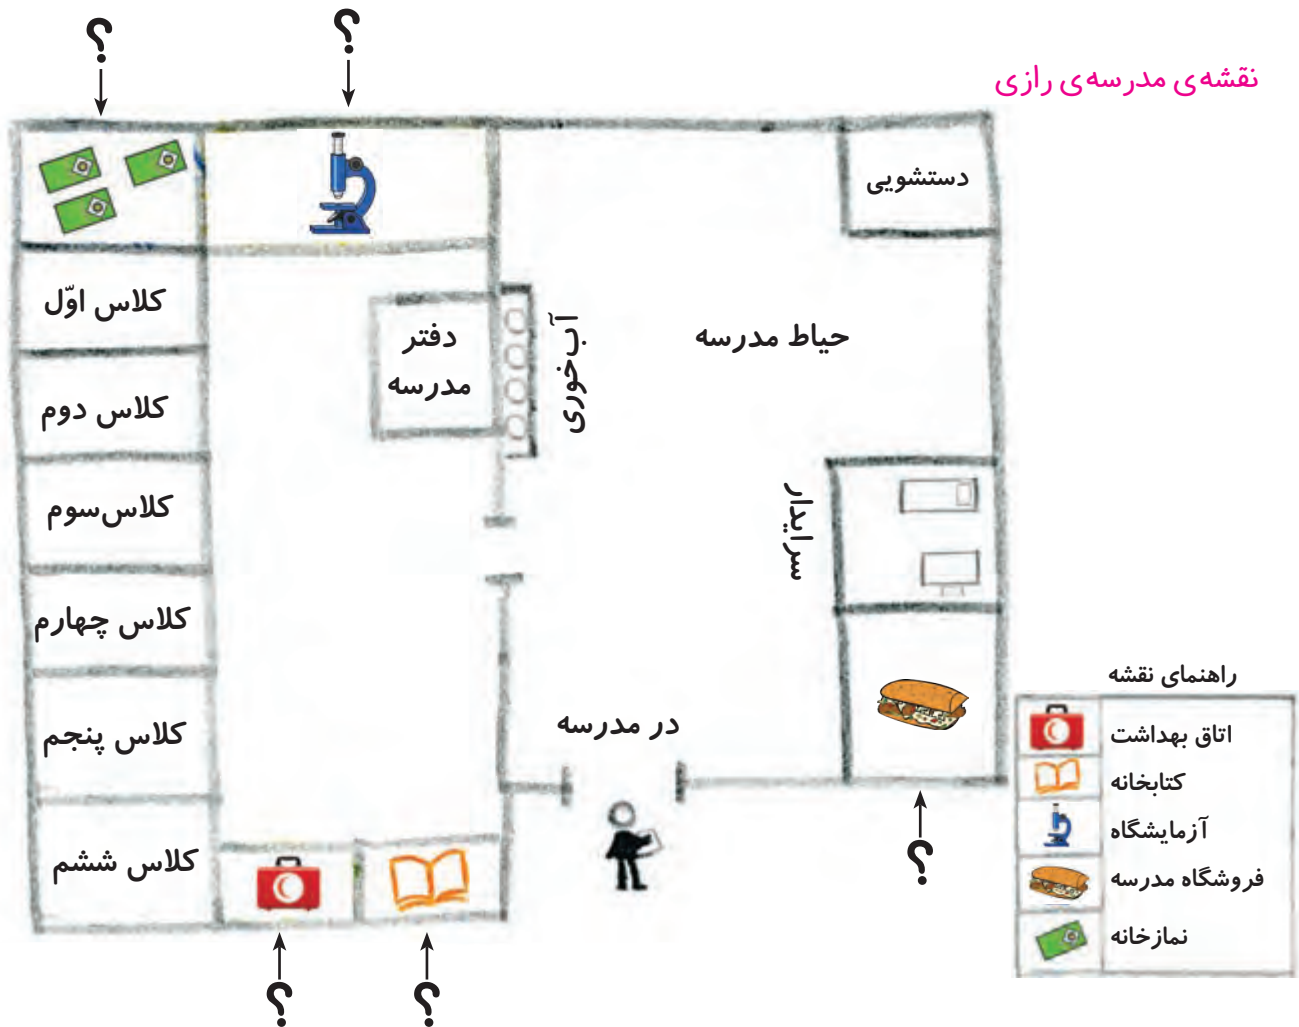 ؟
؟
نقشه‌ی مدرسه‌ی رازی
دستشویی
کلاس اوّل
دفتر
مدرسه
آب‌خوری
حیاط مدرسه
کلاس دوم
کلاس‌سوم
سرایدار
کلاس چهارم
کلاس پنجم
در مدرسه
کلاس ششم
؟
؟
؟
راهنمای نقشه
اتاق بهداشت
کتابخانه
آزمایشگاه
فروشگاه مدرسه
نمازخانه